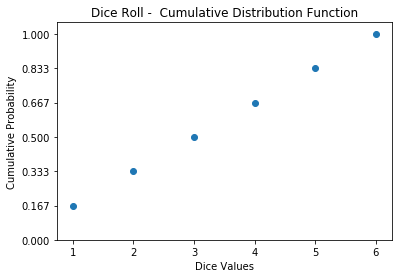 Dice Roll -  Cumulative Distribution Function
1.000
0.833
0.667
0.500
0.333
0.167
0.000
Cumulative Probability
1 2 3 4 5 6
Dice Values